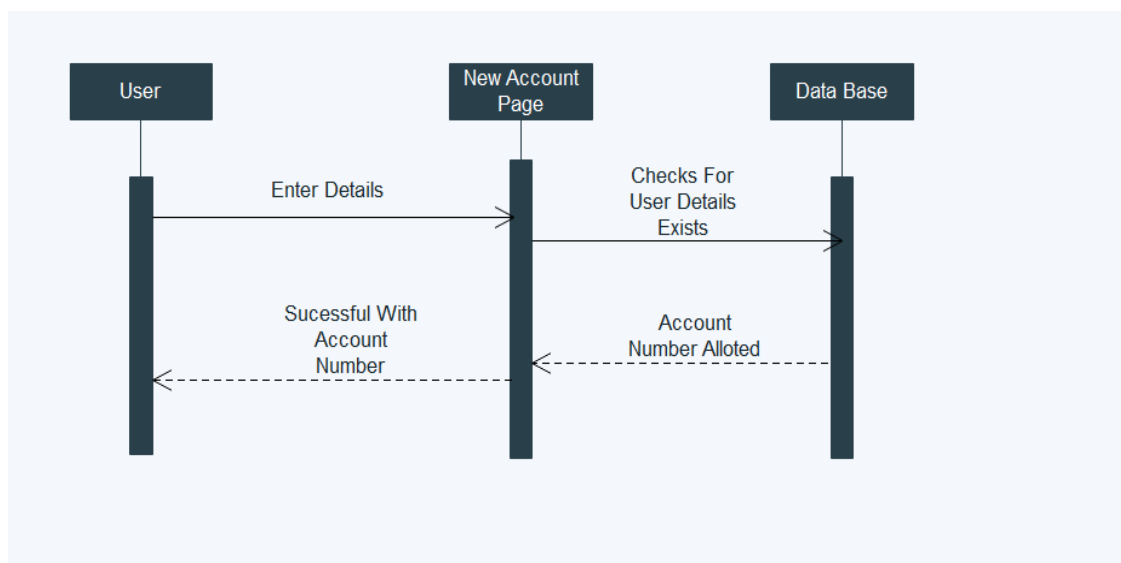 User
New Account
Page
Data Base
Enter Details
Checks For
User Details
Exists
Sucessful With
Account
Number
Account
Number Alloted